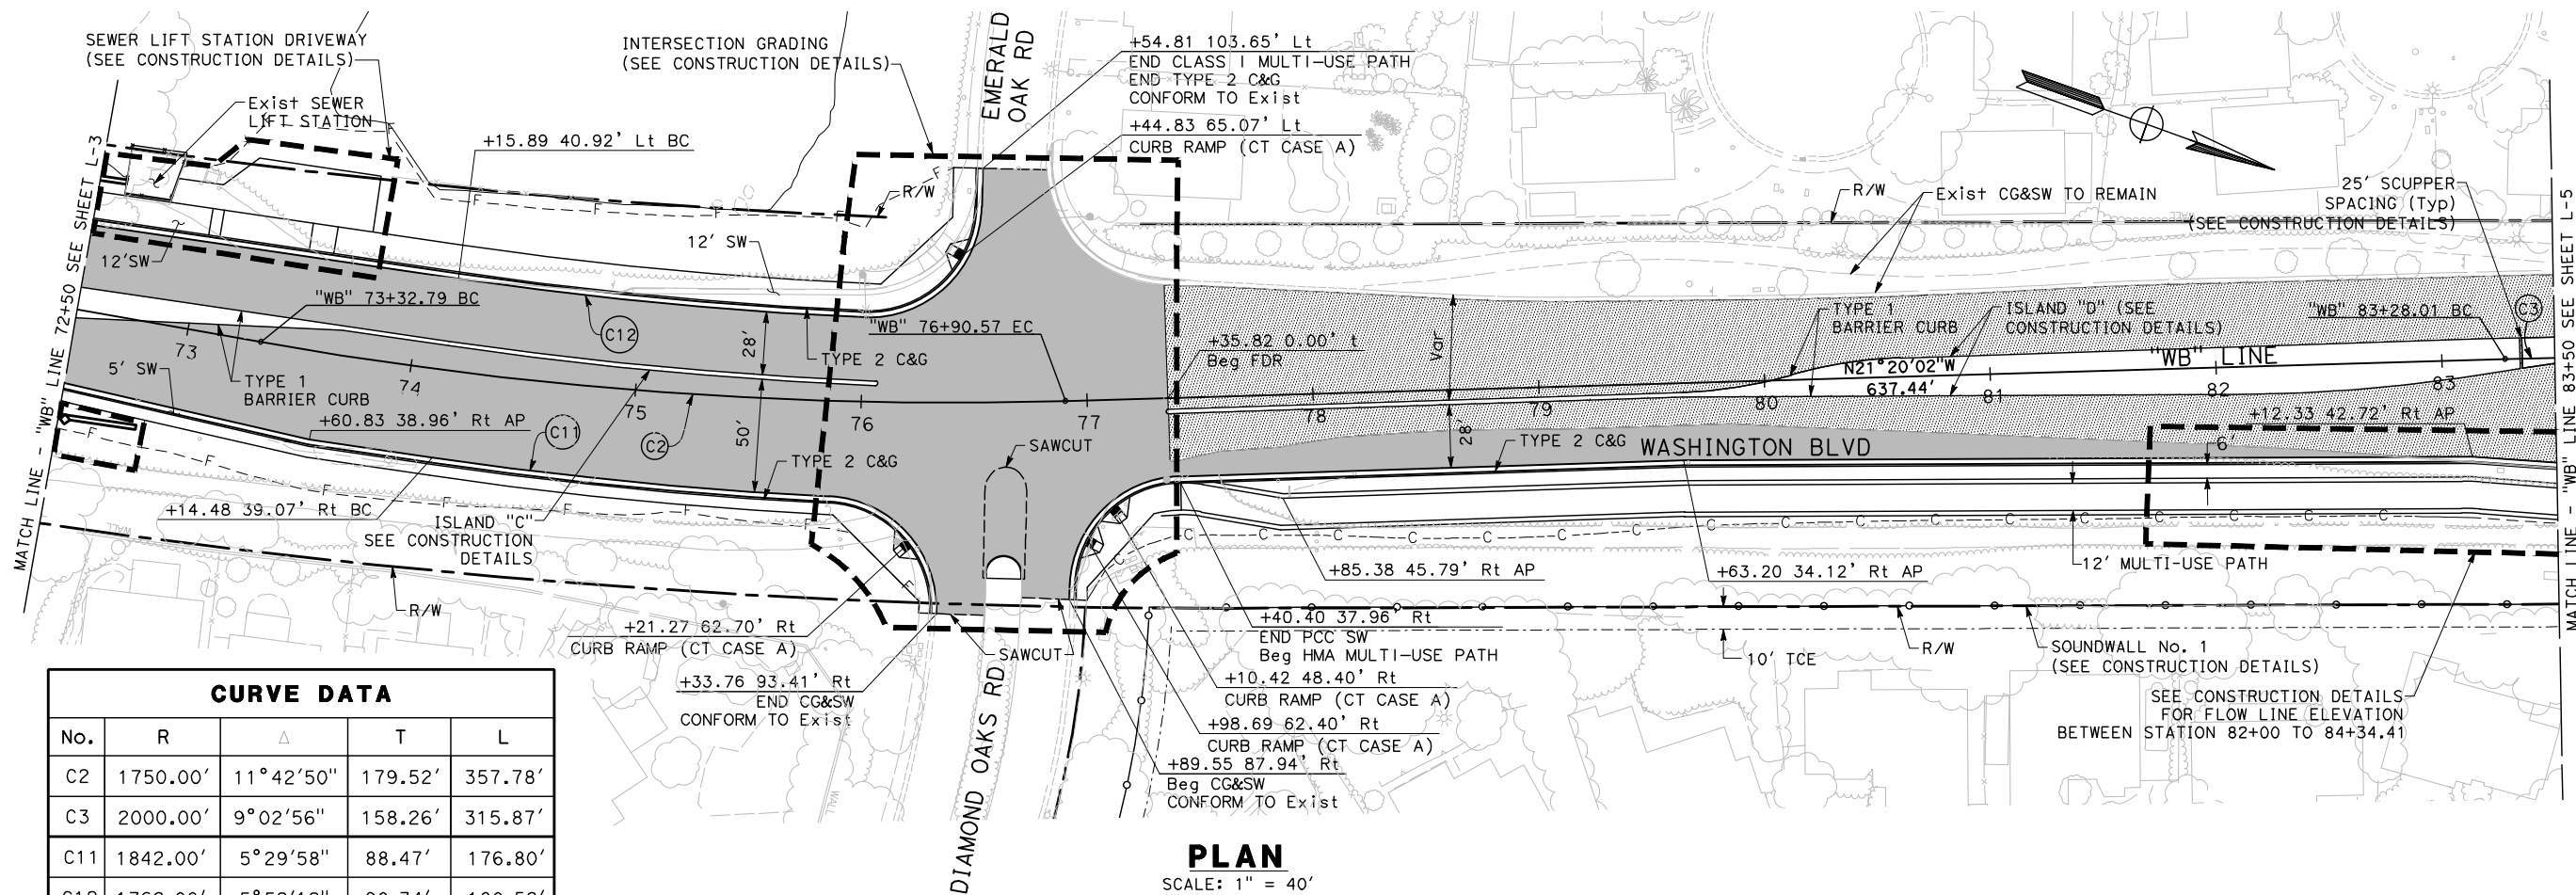 SEWER LIFT STATION DRIVEWAY
(SEE CONSTRUCTION DETAILS)
Exist SEWER
LIFT STATION
INTERSECTION GRADING
(SEE CONSTRUCTION DETAILS)
+15.89 40.92' Lt BC
EMERALD
OAK RD
+54.81 103.65' Lt
END CLASS I MULTI-USE PATH
END TYPE 2 C&G
CONFORM TO Exist
+44.83 65.07' Lt
CURB RAMP (CT CASE A)
R/W
R/W
Exist CG&SW TO REMAIN
25' SCUPPER
SPACING (Typ)
(SEE CONSTRUCTION DETAILS)
MATCH LINE - "WB" LINE 72+50 SEE SHEET L-3
12'SW
12' SW
"WB" 73+32.79 BC
C12
28'
TYPE 2 C&G
"WB" 76+90.57 EC
+35.82 0.00' t
Beg FDR
Var
TYPE 1
BARRIER CURB
ISLAND "D" (SEE
CONSTRUCTION DETAILS)
"WB" 83+28.01 BC
C3
N21°20'02"W
637.44'
"WB" LINE
73
74
75
76
77
78
79
80
81
82
83
5' SW
TYPE 1
BARRIER CURB
+60.83 38.96' Rt AP
C11
C2
50'
TYPE 2 C&G
SAWCUT
28'
TYPE 2 C&G
WASHINGTON BLVD
+12.33 42.72' Rt AP
6'
F
F
F
F
F
F
F
F
F
F
F
+14.48 39.07' Rt BC
ISLAND "C"
SEE CONSTRUCTION
DETAILS
C
C
C
C
C
C
C
C
C
C
C
C
WALL
R/W
+85.38 45.79' Rt AP
+63.20 34.12' Rt AP
12' MULTI-USE PATH
+21.27 62.70' Rt
CURB RAMP (CT CASE A)
SAWCUT
+40.40 37.96' Rt
END PCC SW
Beg HMA MULTI-USE PATH
10' TCE
R/W
SOUNDWALL No. 1
(SEE CONSTRUCTION DETAILS)
+33.76 93.41' Rt
END CG&SW
CONFORM TO Exist
+10.42 48.40' Rt
CURB RAMP (CT CASE A)
+98.69 62.40' Rt
CURB RAMP (CT CASE A)
+89.55 87.94' Rt
Beg CG&SW
CONFORM TO Exist
SEE CONSTRUCTION DETAILS
FOR FLOW LINE ELEVATION
BETWEEN STATION 82+00 TO 84+34.41
MATCH LINE - "WB" LINE 83+50 SEE SHEET L-5
DIAMOND OAKS RD
WALL
CURVE DATA
No. R △ T L
C2 1750.00' 11°42'50" 179.52' 357.78'
C3 2000.00' 9°02'56" 158.26' 315.87'
C11 1842.00' 5°29'58" 88.47' 176.80'
PLAN
SCALE: 1" = 40'